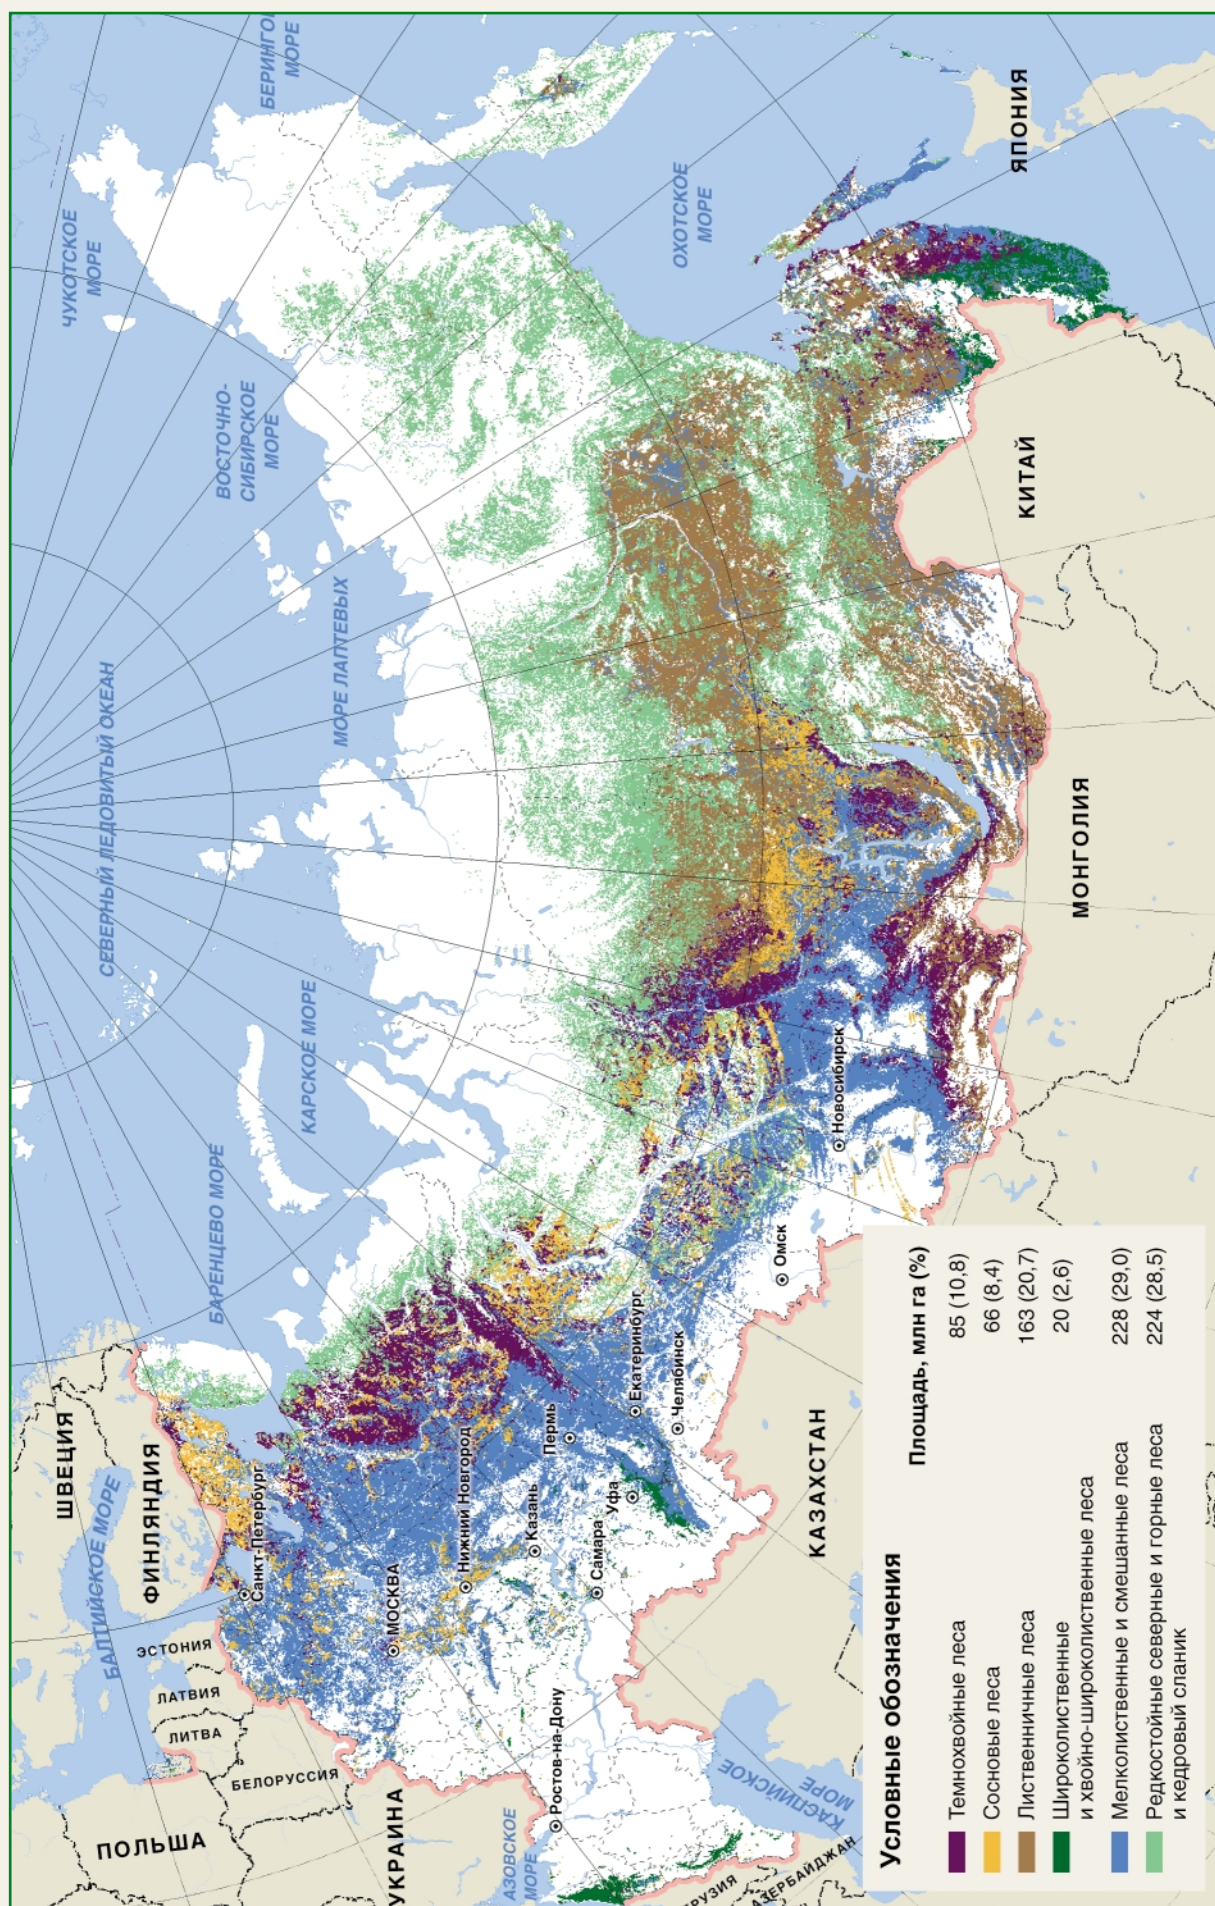 БЕРИНГОВО
МОРЕ
ЧУКОТСКОЕ
МОРЕ
ВОСТОЧНО-
СИБИРСКОЕ
МОРЕ
ОХОТСКОЕ
МОРЕ
ЯПОНИЯ
МОРЕ ЛАПТЕВЫХ
СЕВЕРНЫЙ ЛЕДОВИТЫЙ ОКЕАН
КАРСКОЕ МОРЕ
БАРЕНЦЕВО МОРЕ
КИТАЙ
МОНГОЛИЯ
КАЗАХСТАН
ШВЕЦИЯ
БАЛТИЙСКОЕ МОРЕ
ФИНЛЯНДИЯ
ЭСТОНИЯ
ЛАТВИЯ
ЛИТВА
БЕЛОРУССИЯ
ПОЛЬША
УКРАИНА
АЗОВСКОЕ
МОРЕ
КАСПИЙСКОЕ
МОРЕ
АЗЕРБАЙДЖАН
Санкт-Петербург
МОСКВА
Нижний Новгород
Казань
Самара
Уфа
Пермь
Екатеринбург
Челябинск
Омск
Новосибирск
Ростов-на-Дону
Условные обозначения
Площадь, млн га (%)
Темнохвойные леса 85 (10,8)
Сосновые леса 66 (8,4)
Лиственничные леса 163 (20,7)
Широколиственные 20 (2,6)
и хвойно-широколиственные леса
Мелколиственные и смешанные леса 228 (29,0)
Редкостойные северные и горные леса 224 (28,5)
и кедровый сланик